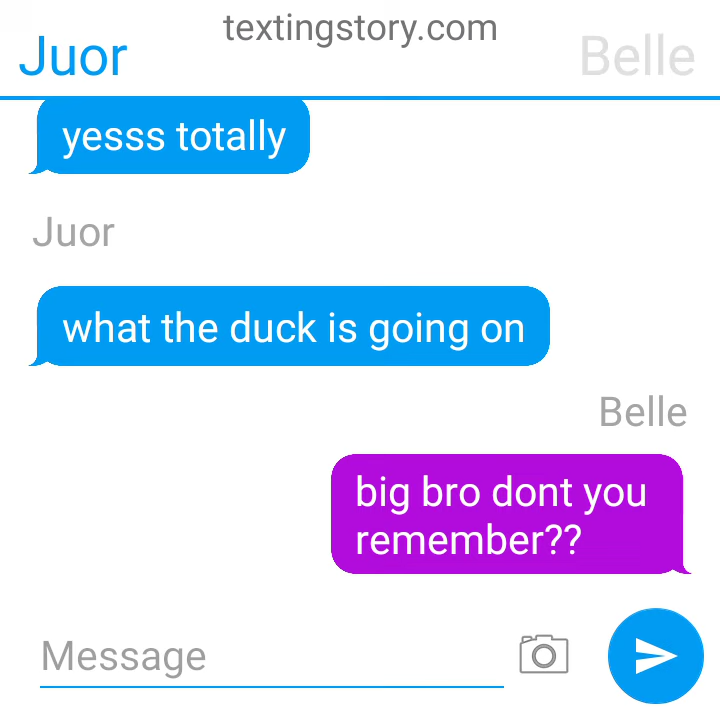 textingstory.com
Juor
Belle
yesss totally
Juor
what the duck is going on
Belle
big bro dont you
remember??
Message